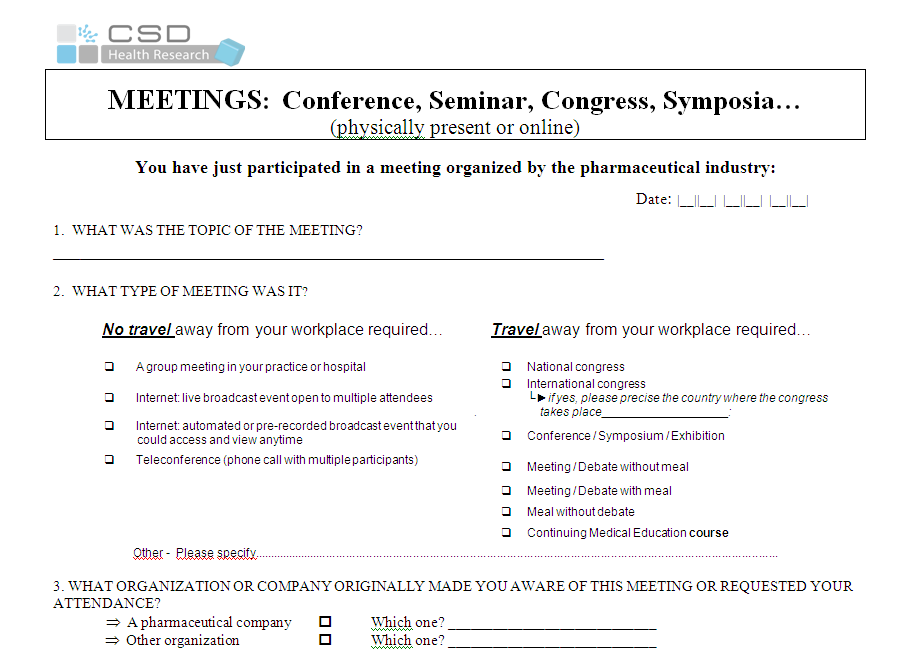 CSD
Health Research
MEETINGS: Conference, Seminar, Congress, Symposia…
(physically present or online)
You have just participated in a meeting organized by the pharmaceutical industry:
Date: |__||__| |__||__| |__||__|
1. WHAT WAS THE TOPIC OF THE MEETING?
2. WHAT TYPE OF MEETING WAS IT?
No travel away from your workplace required…
❑ A group meeting in your practice or hospital
❑ Internet: live broadcast event open to multiple attendees
❑ Internet: automated or pre-recorded broadcast event that you
could access and view anytime
❑ Teleconference (phone call with multiple participants)
Travel away from your workplace required…
❑ National congress
❑ International congress
└► if yes, please precise the country where the congress
takes place___________________:
❑ Conference / Symposium / Exhibition
❑ Meeting / Debate without meal
❑ Meeting / Debate with meal
❑ Meal without debate
❑ Continuing Medical Education course
Other - Please specify...............................................................
3. WHAT ORGANIZATION OR COMPANY ORIGINALLY MADE YOU AWARE OF THIS MEETING OR REQUESTED YOUR
ATTENDANCE?
⇒ A pharmaceutical company ☐ Which one? ____________________________
⇒ Other organization ☐ Which one? ____________________________